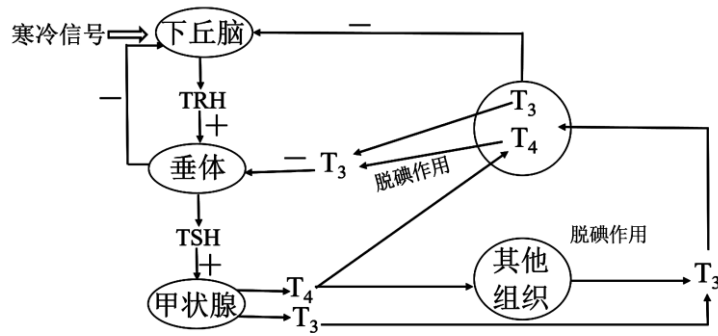 寒冷信号
下丘脑
−
−
TRH
+
垂体
−
T₃
T₃
T₄
脱碘作用
TSH
+
甲状腺
T₄
T₃
其他
组织
脱碘作用
T₃